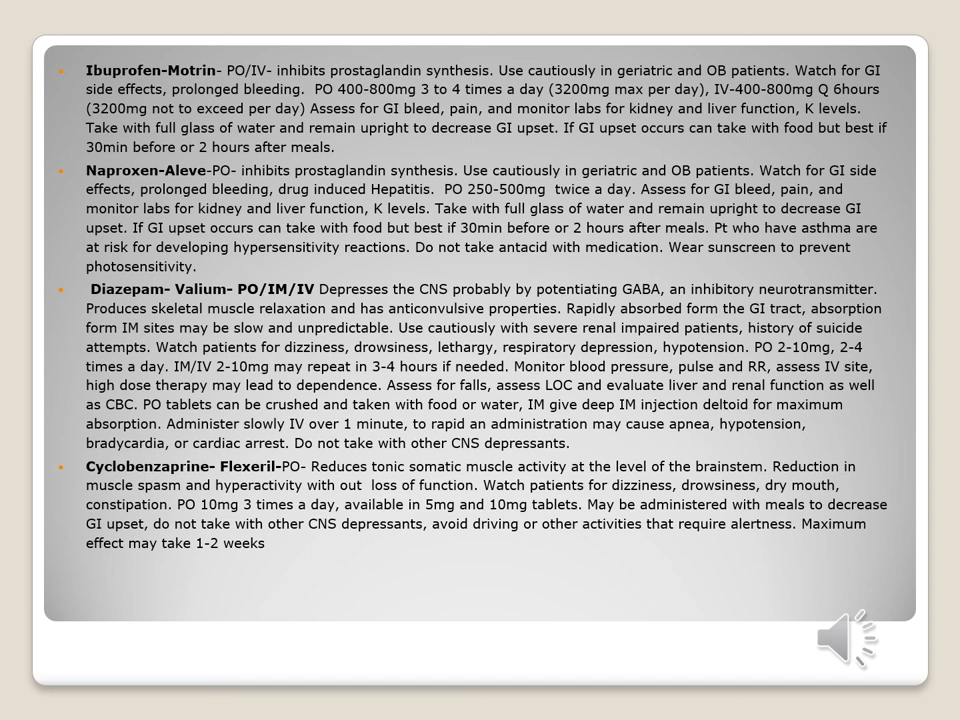 Ibuprofen-Motrin- PO/IV- inhibits prostaglandin synthesis. Use cautiously in geriatric and OB patients. Watch for GI
side effects, prolonged bleeding.  PO 400-800mg 3 to 4 times a day (3200mg max per day), IV-400-800mg Q 6hours
(3200mg not to exceed per day) Assess for GI bleed, pain, and monitor labs for kidney and liver function, K levels.
Take with full glass of water and remain upright to decrease GI upset. If GI upset occurs can take with food but best if
30min before or 2 hours after meals.
Naproxen-Aleve-PO- inhibits prostaglandin synthesis. Use cautiously in geriatric and OB patients. Watch for GI side
effects, prolonged bleeding, drug induced Hepatitis.  PO 250-500mg  twice a day. Assess for GI bleed, pain, and
monitor labs for kidney and liver function, K levels. Take with full glass of water and remain upright to decrease GI
upset. If GI upset occurs can take with food but best if 30min before or 2 hours after meals. Pt who have asthma are
at risk for developing hypersensitivity reactions. Do not take antacid with medication. Wear sunscreen to prevent
photosensitivity.
Diazepam- Valium- PO/IM/IV Depresses the CNS probably by potentiating GABA, an inhibitory neurotransmitter.
Produces skeletal muscle relaxation and has anticonvulsive properties. Rapidly absorbed form the GI tract, absorption
form IM sites may be slow and unpredictable. Use cautiously with severe renal impaired patients, history of suicide
attempts. Watch patients for dizziness, drowsiness, lethargy, respiratory depression, hypotension. PO 2-10mg, 2-4
times a day. IM/IV 2-10mg may repeat in 3-4 hours if needed. Monitor blood pressure, pulse and RR, assess IV site,
high dose therapy may lead to dependence. Assess for falls, assess LOC and evaluate liver and renal function as well
as CBC. PO tablets can be crushed and taken with food or water, IM give deep IM injection deltoid for maximum
absorption. Administer slowly IV over 1 minute, to rapid an administration may cause apnea, hypotension,
bradycardia, or cardiac arrest. Do not take with other CNS depressants.
Cyclobenzaprine- Flexeril-PO- Reduces tonic somatic muscle activity at the level of the brainstem. Reduction in
muscle spasm and hyperactivity with out  loss of function. Watch patients for dizziness, drowsiness, dry mouth,
constipation. PO 10mg 3 times a day, available in 5mg and 10mg tablets. May be administered with meals to decrease
GI upset, do not take with other CNS depressants, avoid driving or other activities that require alertness. Maximum
effect may take 1-2 weeks